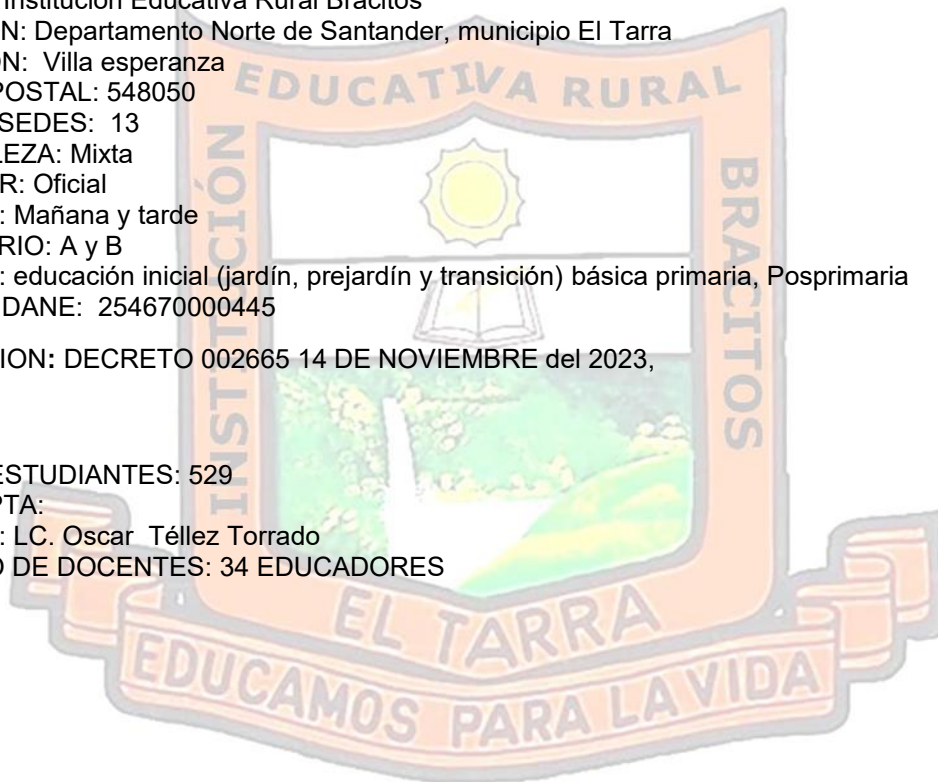 Institución Educativa Rural Bracitos
N: Departamento Norte de Santander, municipio El Tarra
ON: Villa esperanza
POSTAL: 548050
SEDES: 13
LEZA: Mixta
R: Oficial
: Mañana y tarde
RIO: A y B
: educación inicial (jardín, prejardín y transición) básica primaria, Posprimaria
DANE: 254670000445
ION: DECRETO 002665 14 DE NOVIEMBRE del 2023,
ESTUDIANTES: 529
PTA:
: LC. Oscar Téllez Torrado
O DE DOCENTES: 34 EDUCADORES
INSTITUCIÓN
EDUCATIVA RURAL
BRACITOS
EL TARRA
EDUCAMOS PARA LA VIDA